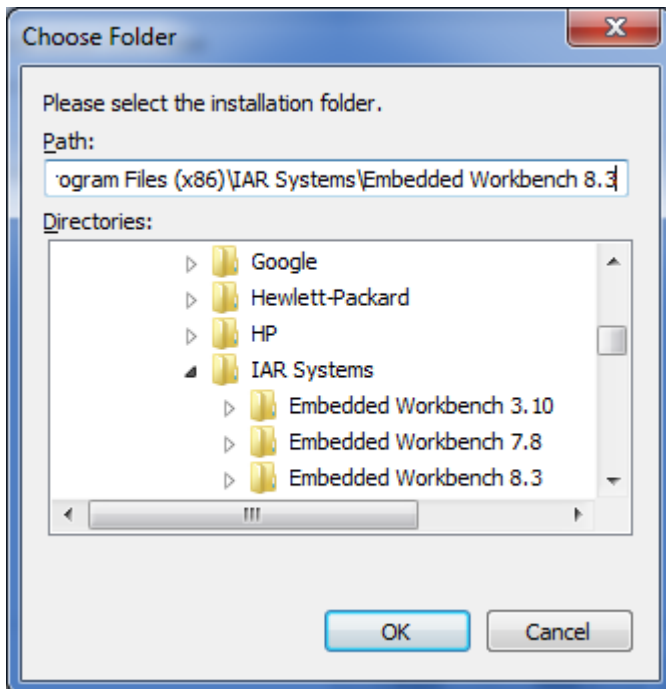 Choose Folder
Please select the installation folder.
Path:
rogram Files (x86)\IAR Systems\Embedded Workbench 8.3
Directories:
Google
Hewlett-Packard
HP
IAR Systems
Embedded Workbench 3.10
Embedded Workbench 7.8
Embedded Workbench 8.3
OK Cancel